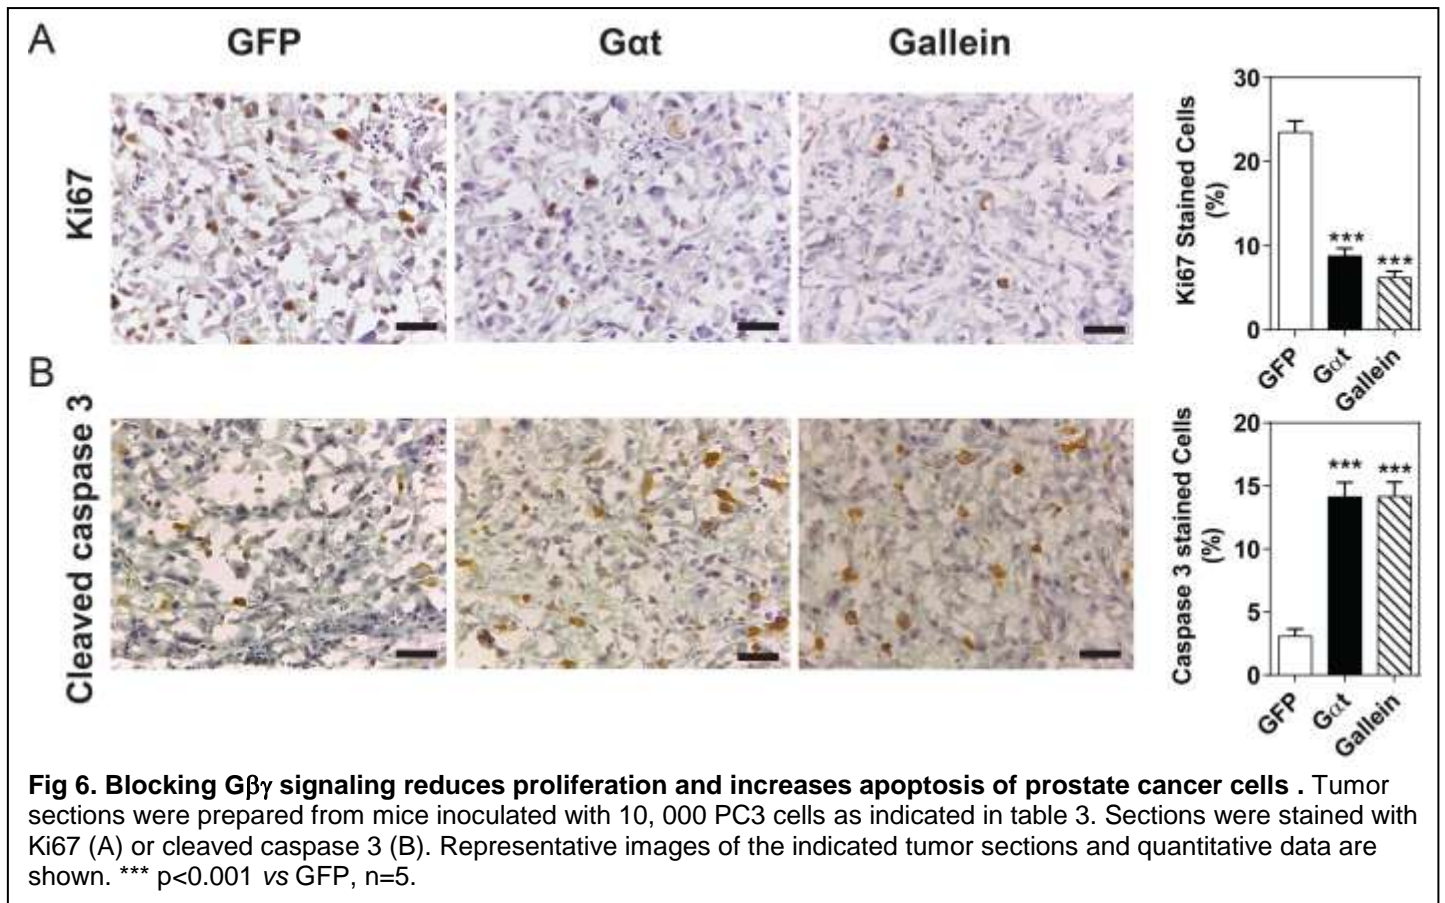 A
GFP
Gαt
Gallein
Ki67
Ki67 Stained Cells
(%)
30
20
10
0
***
***
GFP
Gαt
Gallein
B
Cleaved caspase 3
Caspase 3 stained Cells
(%)
20
15
10
5
0
***
***
GFP
Gαt
Gallein
Fig 6. Blocking Gβγ signaling reduces proliferation and increases apoptosis of prostate cancer cells . Tumor
sections were prepared from mice inoculated with 10, 000 PC3 cells as indicated in table 3. Sections were stained with
Ki67 (A) or cleaved caspase 3 (B). Representative images of the indicated tumor sections and quantitative data are
shown. *** p<0.001 vs GFP, n=5.